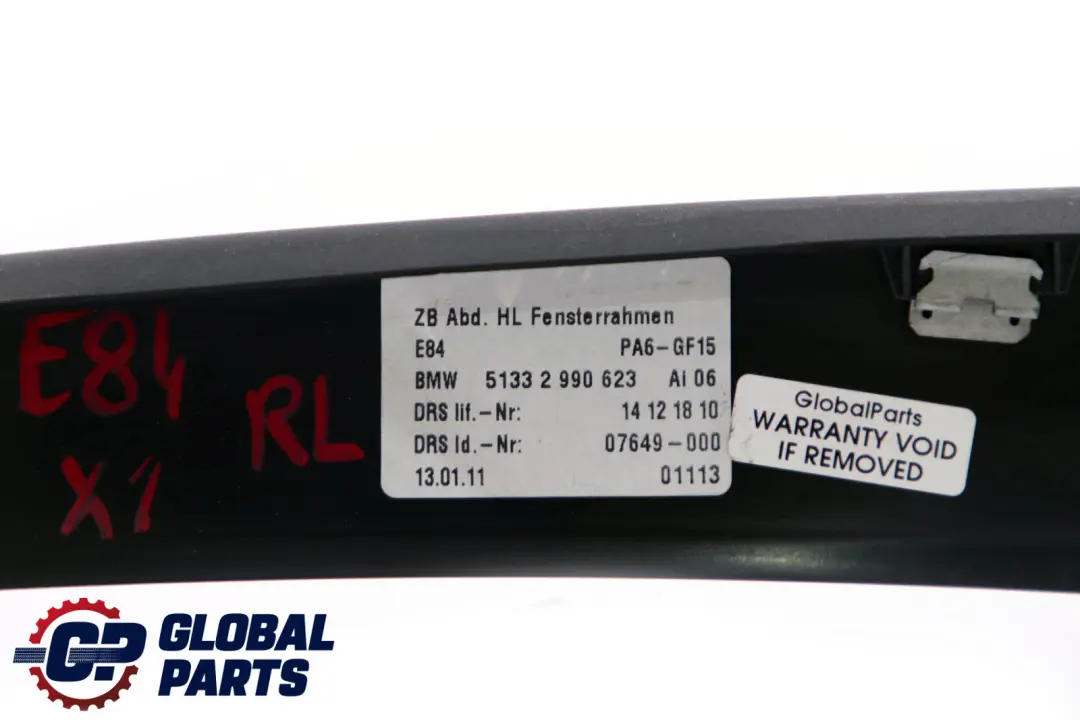 E84
X1
RL
ZB Abd. HL Fensterrahmen
E84 PA6-GF15
BMW 5133 2 990 623 AI 06
DRS lif.-Nr: 14 12 18 10
DRS Id.-Nr: 07649-000
13.01.11 01113
GlobalParts
WARRANTY VOID
IF REMOVED
GP GLOBAL
PARTS